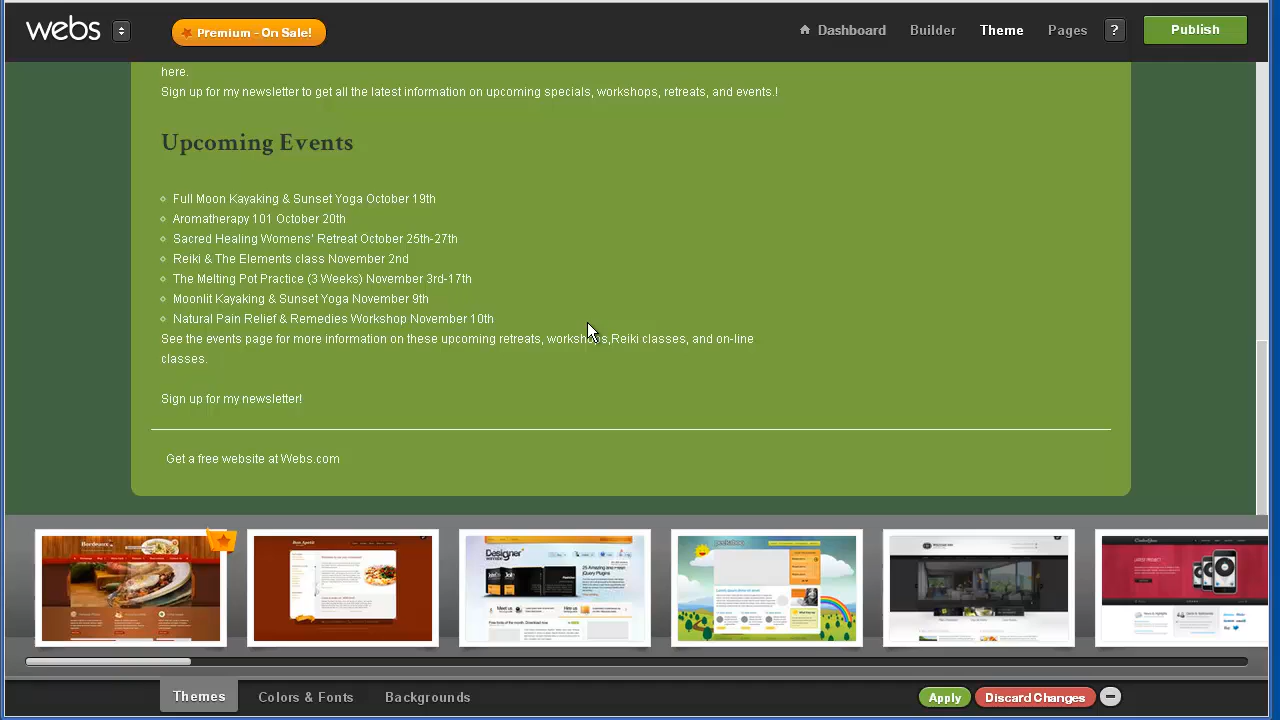 webs
Premium - On Sale!
Dashboard
Builder
Theme
Pages
?
Publish
here.
Sign up for my newsletter to get all the latest information on upcoming specials, workshops, retreats, and events.!
Upcoming Events
Full Moon Kayaking & Sunset Yoga October 19th
Aromatherapy 101 October 20th
Sacred Healing Womens' Retreat October 25th-27th
Reiki & The Elements class November 2nd
The Melting Pot Practice (3 Weeks) November 3rd-17th
Moonlit Kayaking & Sunset Yoga November 9th
Natural Pain Relief & Remedies Workshop November 10th
See the events page for more information on these upcoming retreats, workshops,Reiki classes, and on-line
classes.
Sign up for my newsletter!
Get a free website at Webs.com
Bordeaux
Designer
Themes
Colors & Fonts
Backgrounds
Apply
Discard Changes